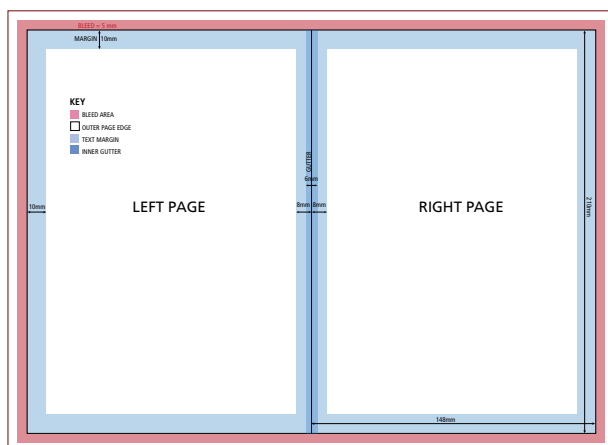 BLEED = 5 mm
MARGIN 10mm
KEY
BLEED AREA
OUTER PAGE EDGE
TEXT MARGIN
INNER GUTTER
GUTTER
6mm
10mm
LEFT PAGE
8mm
8mm
RIGHT PAGE
210mm
148mm